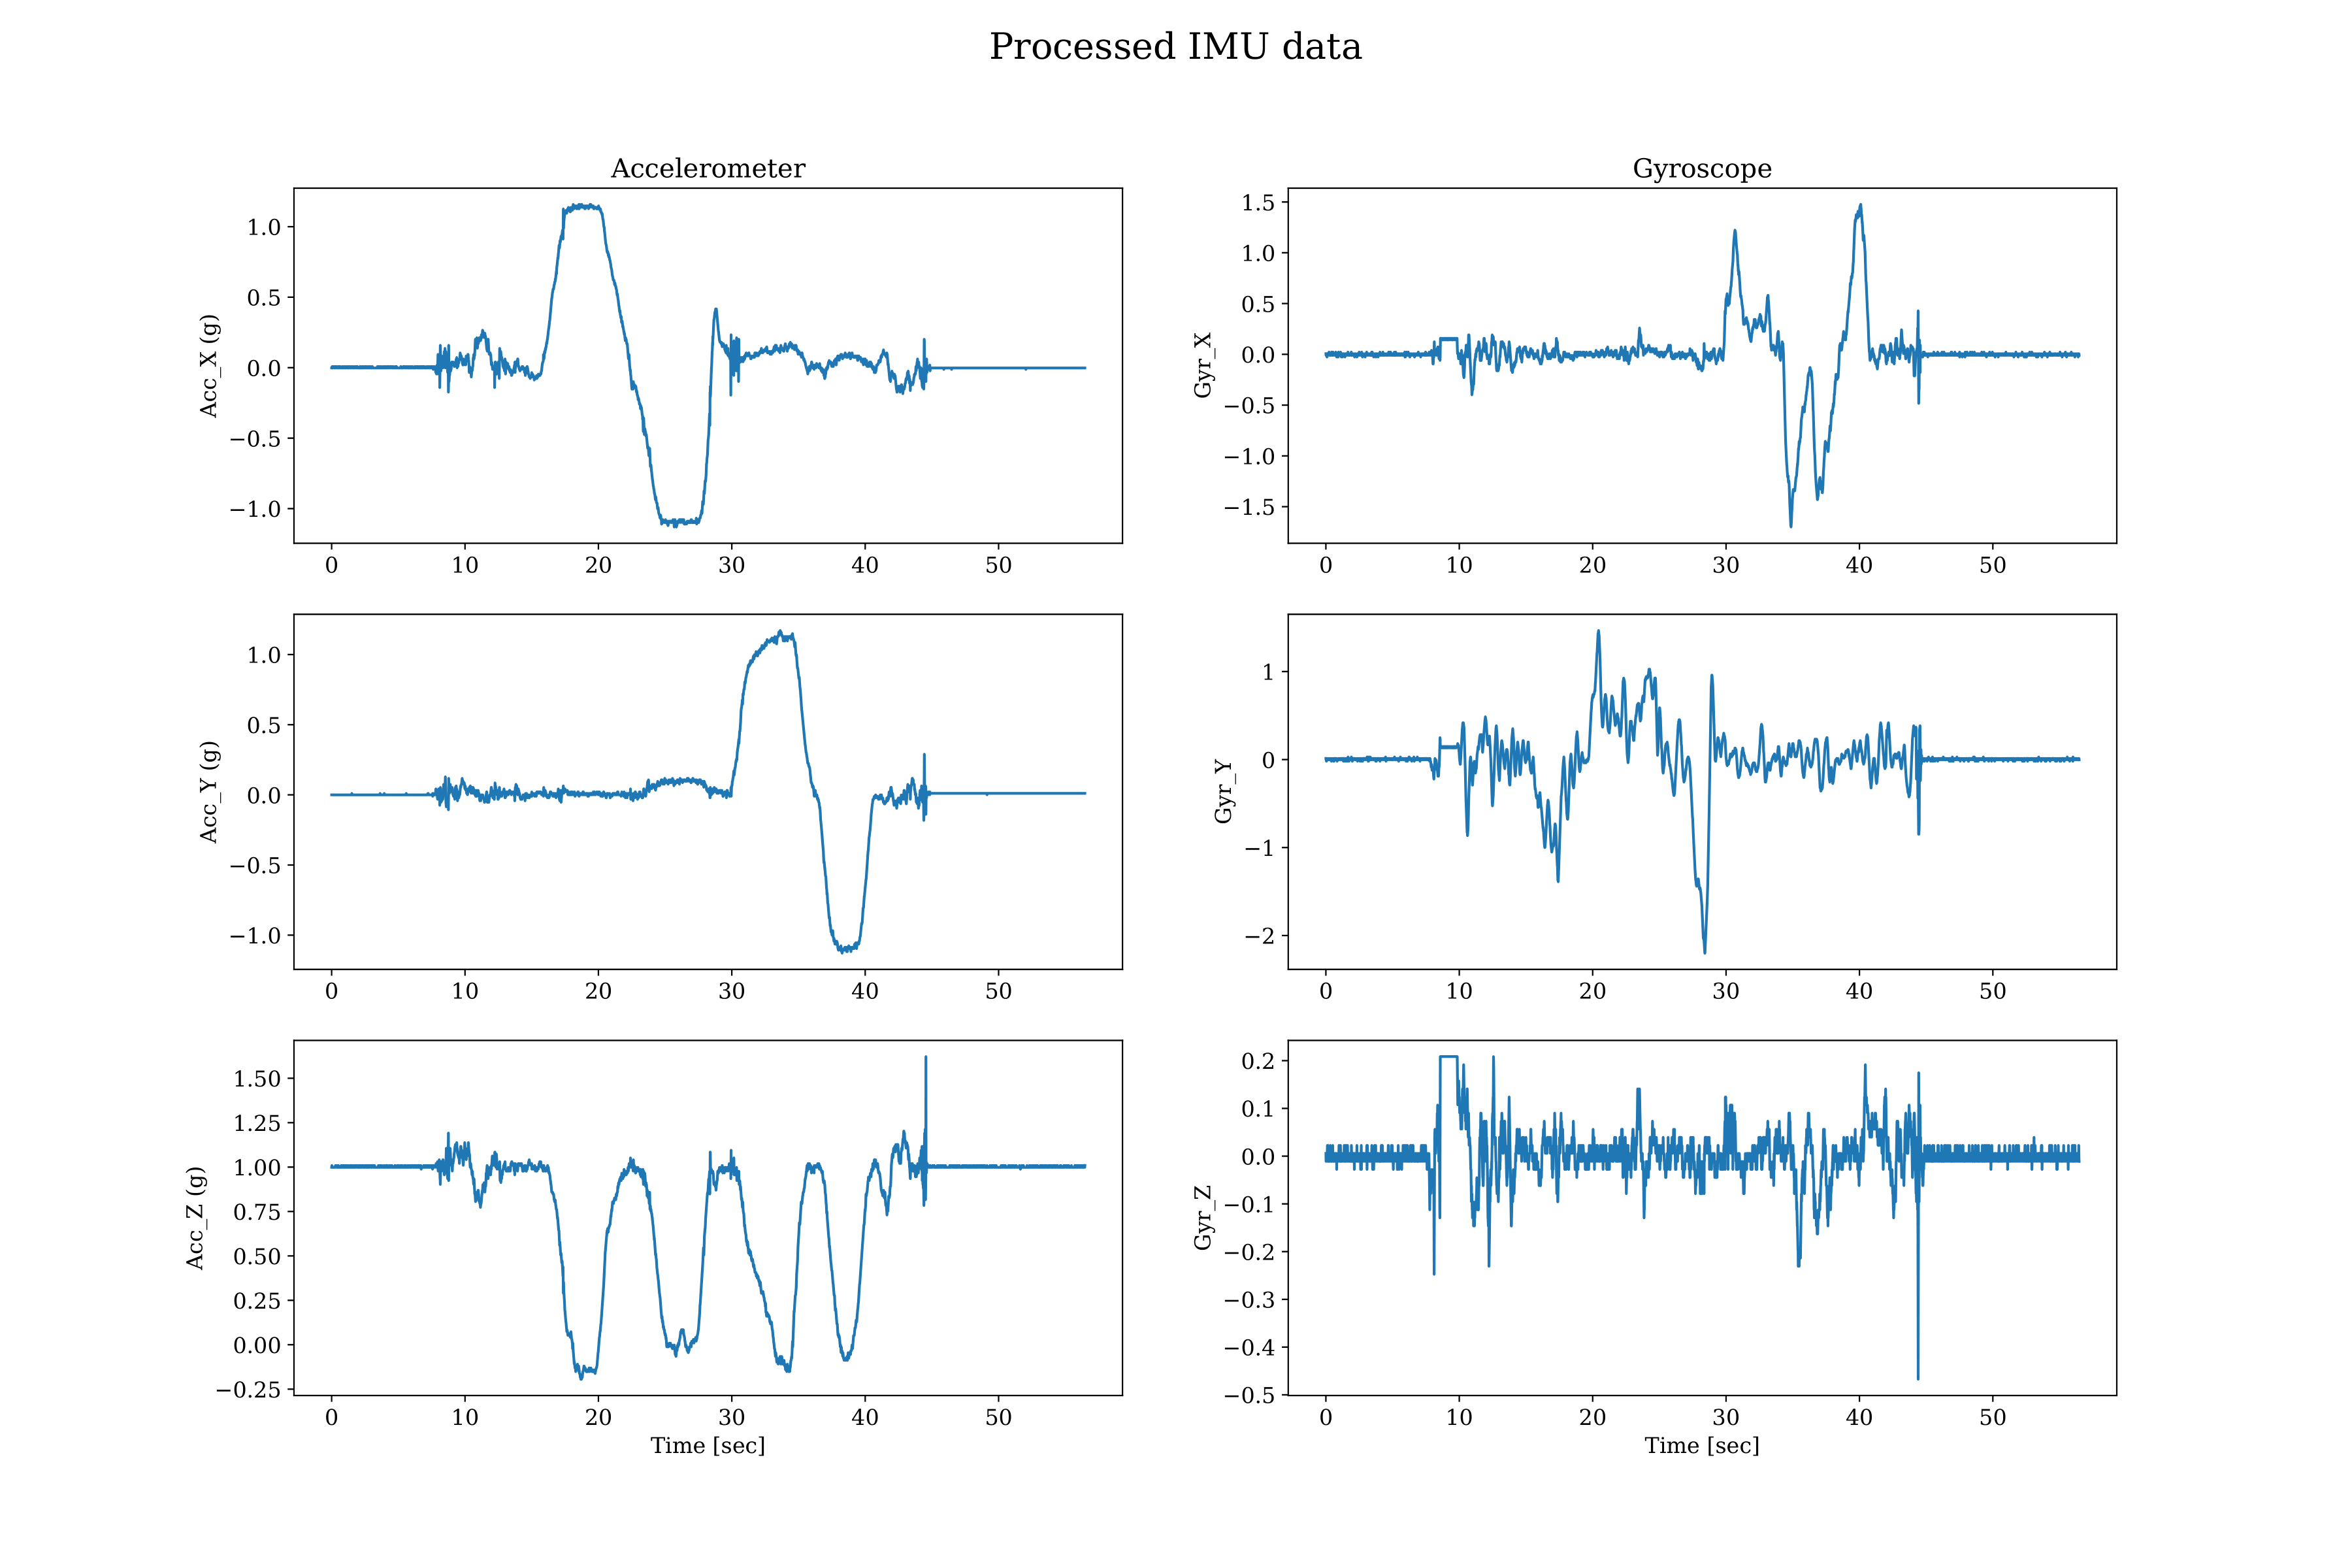 Processed IMU data
Accelerometer
Acc_X (g)
1.0
0.5
0.0
−0.5
−1.0
0 10 20 30 40 50
Gyroscope
Gyr_X
1.5
1.0
0.5
0.0
−0.5
−1.0
−1.5
0 10 20 30 40 50
Acc_Y (g)
1.0
0.5
0.0
−0.5
−1.0
0 10 20 30 40 50
Gyr_Y
1
0
−1
−2
0 10 20 30 40 50
Acc_Z (g)
1.50
1.25
1.00
0.75
0.50
0.25
0.00
−0.25
0 10 20 30 40 50
Time [sec]
Gyr_Z
0.2
0.1
0.0
−0.1
−0.2
−0.3
−0.4
−0.5
0 10 20 30 40 50
Time [sec]